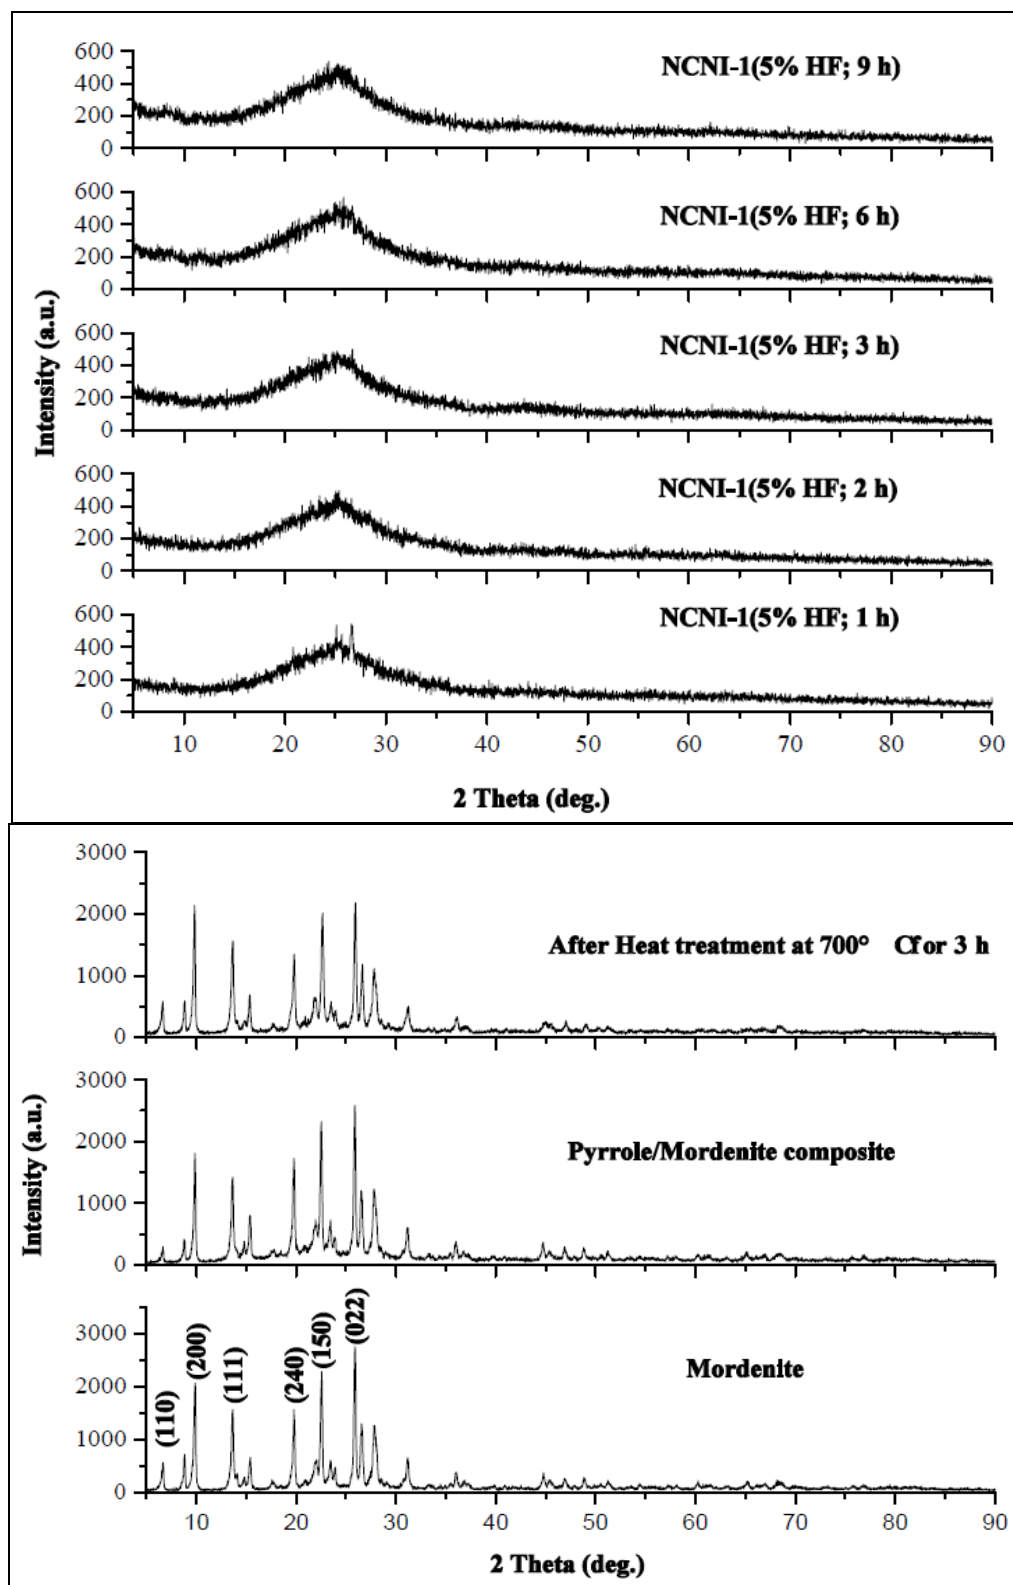 600
400
200
0
NCNI-1(5% HF; 9 h)
600
400
200
0
NCNI-1(5% HF; 6 h)
600
400
200
0
NCNI-1(5% HF; 3 h)
600
400
200
0
NCNI-1(5% HF; 2 h)
600
400
200
0
NCNI-1(5% HF; 1 h)
Intensity (a.u.)
10 20 30 40 50 60 70 80 90
2 Theta (deg.)
3000
2000
1000
0
After Heat treatment at 700° Cfor 3 h
3000
2000
1000
0
Pyrrole/Mordenite composite
Intensity (a.u.)
3000
2000
1000
0
(110)
(200)
(111)
(240)
(150)
(022)
Mordenite
10 20 30 40 50 60 70 80 90
2 Theta (deg.)